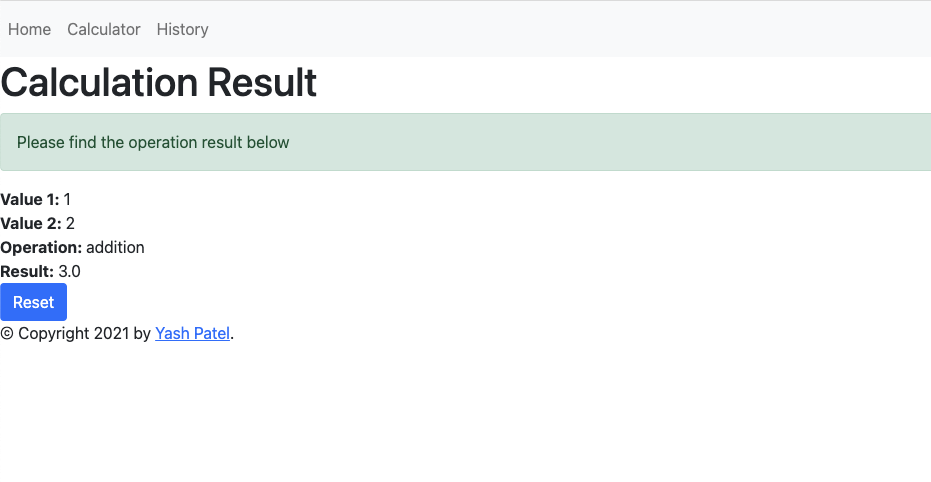 Home Calculator History
Calculation Result
Please find the operation result below
Value 1: 1
Value 2: 2
Operation: addition
Result: 3.0
Reset
© Copyright 2021 by Yash Patel.